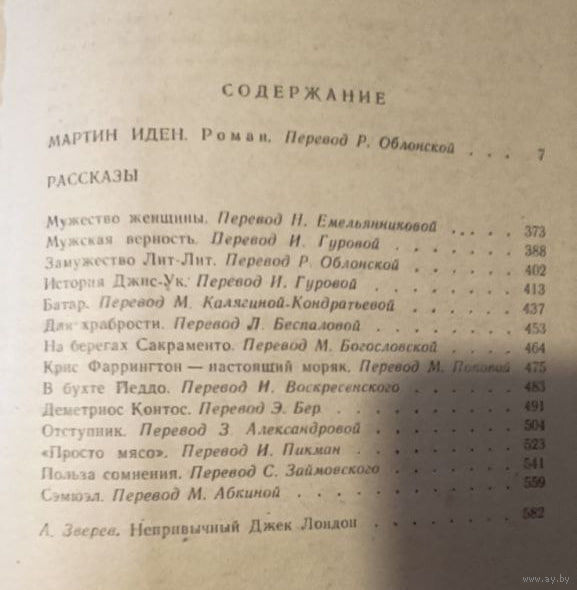 СОДЕРЖАНИЕ
МАРТИН ИДЕН. Роман. Перевод Р. Облонской . . . 7
РАССКАЗЫ
Мужество женщины. Перевод Н. Емельянниковой . . . . . 373
Мужская верность. Перевод И. Гуровой . . . . . . . 388
Замужество Лит-Лит. Перевод Р. Облонской . . . . . . 402
История Джис-Ук. Перевод И. Гуровой . . . . . . . 413
Батар. Перевод М. Калягиной-Кондратьевой . . . . . . 437
Для храбрости. Перевод Л. Беспаловой . . . . . . . 453
На берегах Сакраменто. Перевод М. Богословской . . . . 464
Крис Фаррингтон — настоящий моряк. Перевод М. Поповой 475
В бухте Йеддо. Перевод И. Воскресенского . . . . . 483
Деметриос Контос. Перевод Э. Бер . . . . . . . . 491
Отступник. Перевод З. Александровой . . . . . . . 504
«Просто мясо». Перевод И. Пикман . . . . . . . . 523
Польза сомнения. Перевод С. Займовского . . . . . . 541
Сэмюэл. Перевод М. Абкиной . . . . . . . . . . 559
А. Зверев. Непривычный Джек Лондон . . . . . . . 582
www.ay.by